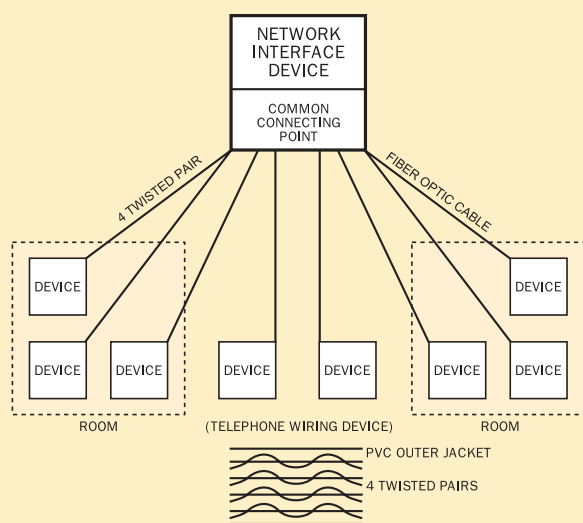 NETWORK
INTERFACE
DEVICE
COMMON
CONNECTING
POINT
4 TWISTED PAIR
FIBER OPTIC CABLE
DEVICE
DEVICE
DEVICE
DEVICE
DEVICE
DEVICE
DEVICE
DEVICE
ROOM
(TELEPHONE WIRING DEVICE)
ROOM
PVC OUTER JACKET
4 TWISTED PAIRS